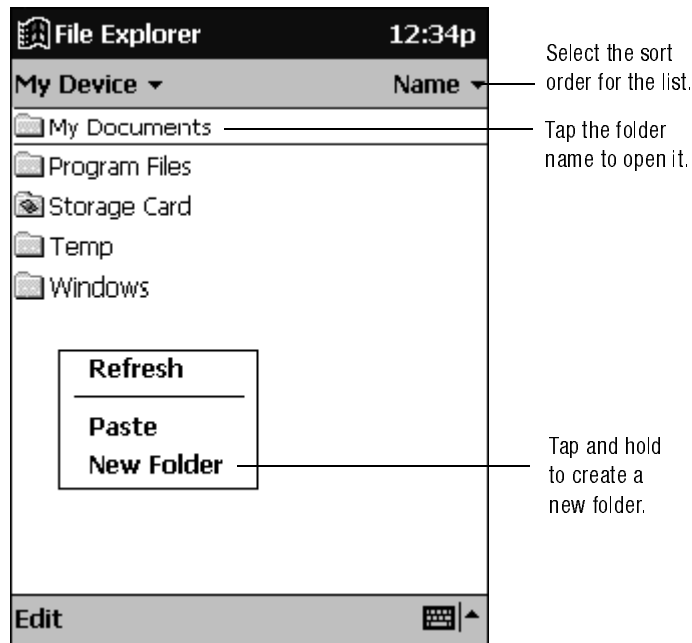 File Explorer 12:34p
My Device Name
My Documents
Program Files
Storage Card
Temp
Windows
Refresh
Paste
New Folder
Edit
Select the sort
order for the list.
Tap the folder
name to open it.
Tap and hold
to create a
new folder.